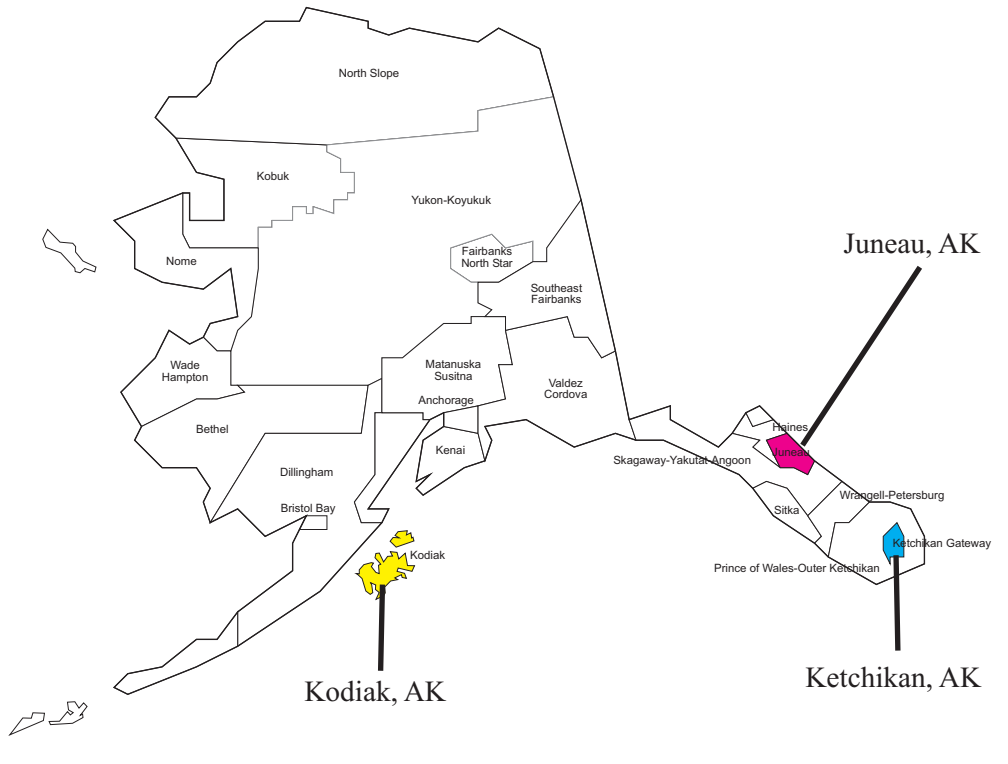 North Slope
Kobuk
Yukon-Koyukuk
Juneau, AK
Nome
Fairbanks
North Star
Southeast
Fairbanks
Wade
Hampton
Matanuska
Susitna
Valdez
Cordova
Anchorage
Bethel
Haines
Kenai
Juneau
Skagaway-Yakutat-Angoon
Dillingham
Wrangell-Petersburg
Bristol Bay
Sitka
Ketchikan Gateway
Kodiak
Prince of Wales-Outer Ketchikan
Ketchikan, AK
Kodiak, AK